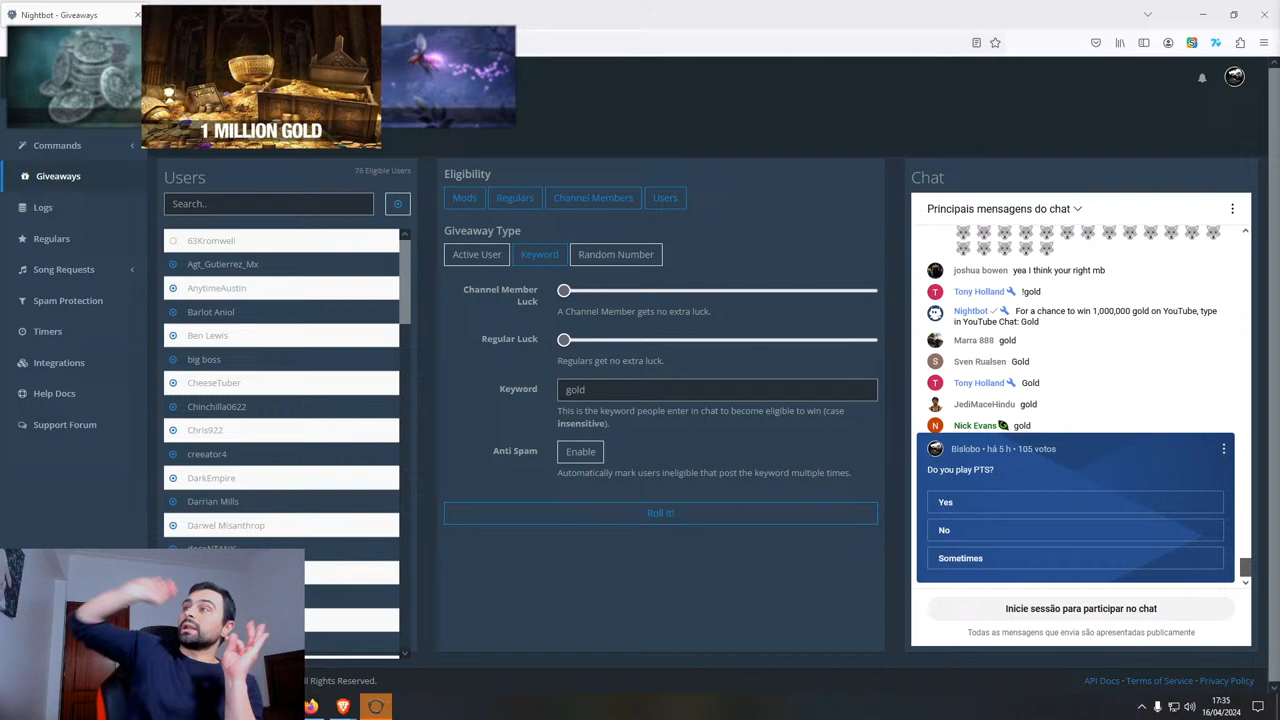 Nightbot - Giveaways
1 MILLION GOLD
Commands
Giveaways
Logs
Regulars
Song Requests
Spam Protection
Timers
Integrations
Help Docs
Support Forum
Users
76 Eligible Users
Search..
63Kromwell
Agt_Gutierrez_Mx
AnytimeAustin
Barlot Aniol
Ben Lewis
big boss
CheeseTuber
Chinchilla0622
Chris922
creeator4
DarkEmpire
Darrian Mills
Darwel Misanthrop
Eligibility
Mods
Regulars
Channel Members
Users
Giveaway Type
Active User
Keyword
Random Number
Channel Member
Luck
A Channel Member gets no extra luck.
Regular Luck
Regulars get no extra luck.
Keyword
gold
This is the keyword people enter in chat to become eligible to win (case
insensitive).
Anti Spam
Enable
Automatically mark users ineligible that post the keyword multiple times.
Roll It!
Chat
Principais mensagens do chat
joshua bowen yea I think your right mb
Tony Holland !gold
Nightbot For a chance to win 1,000,000 gold on YouTube, type
in YouTube Chat: Gold
Marra 888 gold
S
Sven Rualsen Gold
T
Tony Holland Gold
JediMaceHindu gold
N
Nick Evans gold
Bislobo • há 5 h • 105 votos
Do you play PTS?
Yes
No
Sometimes
Inicie sessão para participar no chat
Todas as mensagens que envia são apresentadas publicamente
ll Rights Reserved.
API Docs • Terms of Service • Privacy Policy
17:35
16/04/2024